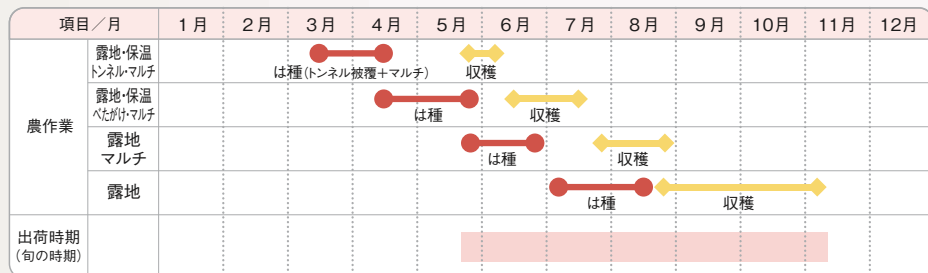 項目／月 1月 2月 3月 4月 5月 6月 7月 8月 9月 10月 11月 12月
農作業
露地・保温
トンネル・マルチ
は種(トンネル被覆+マルチ) 収穫
露地・保温
べたがけ・マルチ
は種 収穫
露地
マルチ
は種 収穫
露地
は種 収穫
出荷時期
(旬の時期)